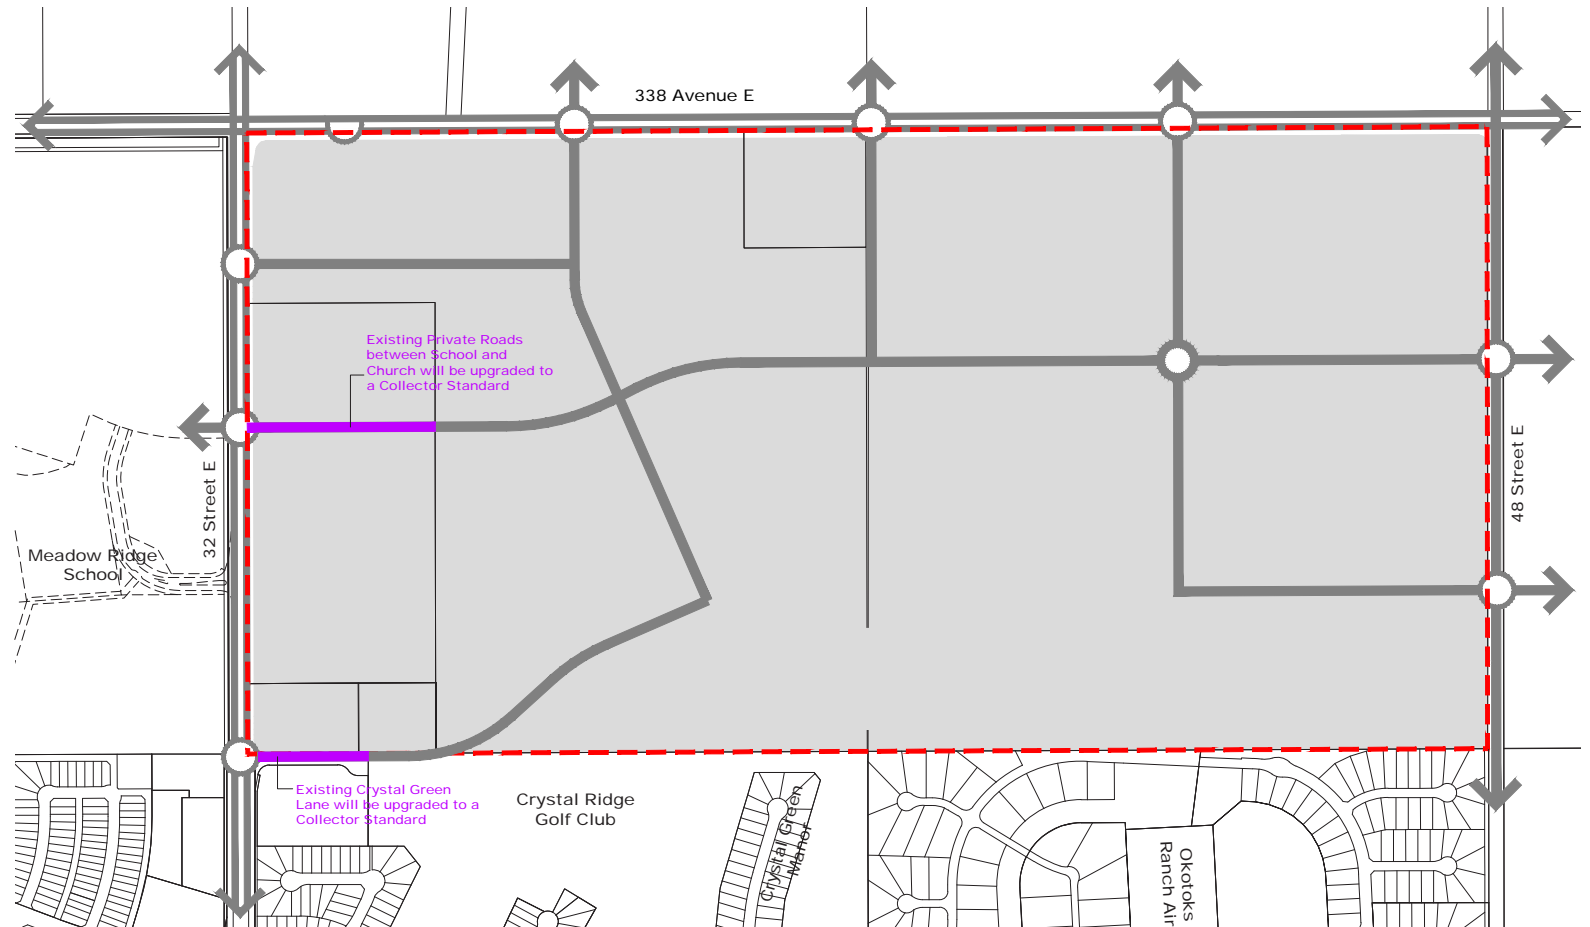 338 Avenue E
Existing Private Roads
between School and
Church will be upgraded to
a Collector Standard
32 Street E
48 Street E
Meadow Ridge
School
Existing Crystal Green
Lane will be upgraded to a
Collector Standard
Crystal Ridge
Golf Club
Crystal Green
Manor
Okotoks
Ranch Air